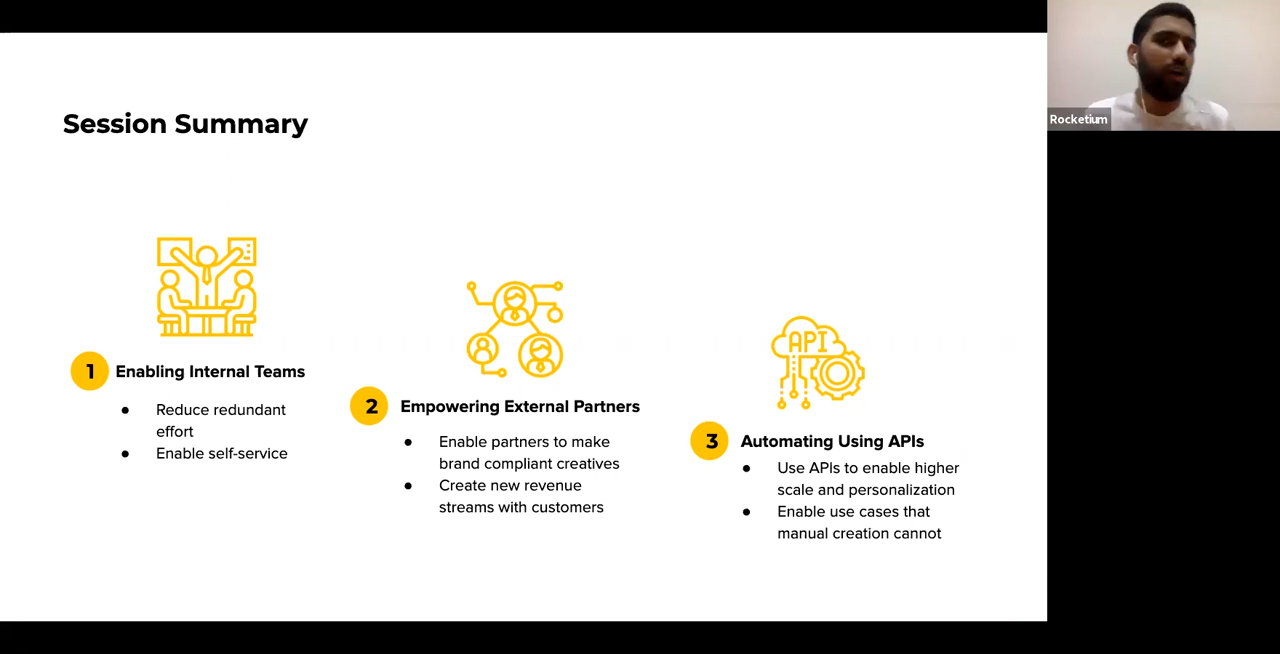 Session Summary
Rocketium
API
1 Enabling Internal Teams
● Reduce redundant
effort
● Enable self-service
2 Empowering External Partners
● Enable partners to make
brand compliant creatives
● Create new revenue
streams with customers
3 Automating Using APIs
● Use APIs to enable higher
scale and personalization
● Enable use cases that
manual creation cannot